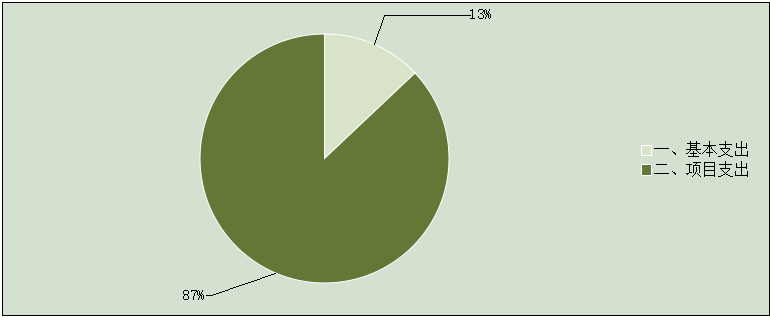 13%
一、基本支出
二、项目支出
87%